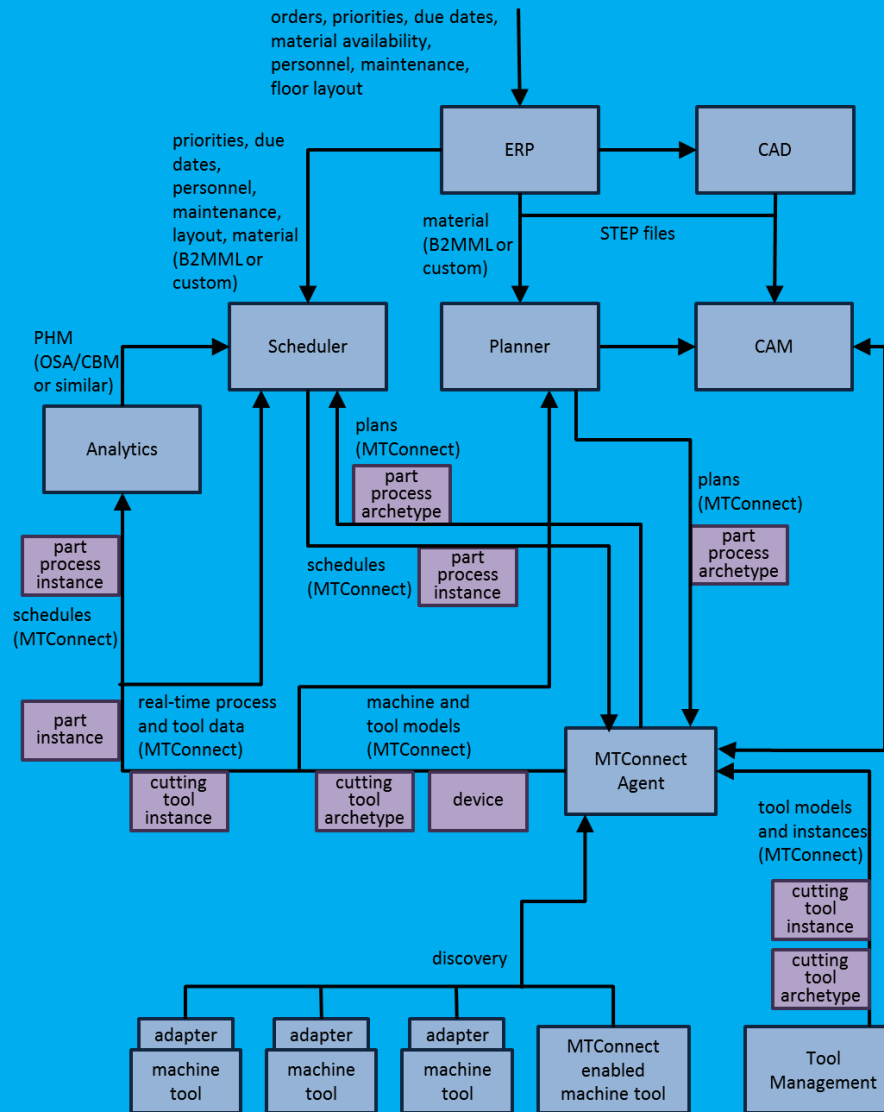 orders, priorities, due dates,
material availability,
personnel, maintenance,
floor layout
ERP
CAD
priorities, due
dates,
personnel,
maintenance,
layout, material
(B2MML or
custom)
material
(B2MML or
custom)
STEP files
PHM
(OSA/CBM
or similar)
Scheduler
Planner
CAM
Analytics
plans
(MTConnect)
part
process
archetype
plans
(MTConnect)
part
process
archetype
part
process
instance
schedules
(MTConnect)
schedules
(MTConnect)
part
process
instance
part
instance
real-time process
and tool data
(MTConnect)
machine and
tool models
(MTConnect)
MTConnect
Agent
cutting
tool
instance
cutting
tool
archetype
device
tool models
and instances
(MTConnect)
cutting
tool
instance
cutting
tool
archetype
discovery
adapter
machine
tool
adapter
machine
tool
adapter
machine
tool
MTConnect
enabled
machine tool
Tool
Management